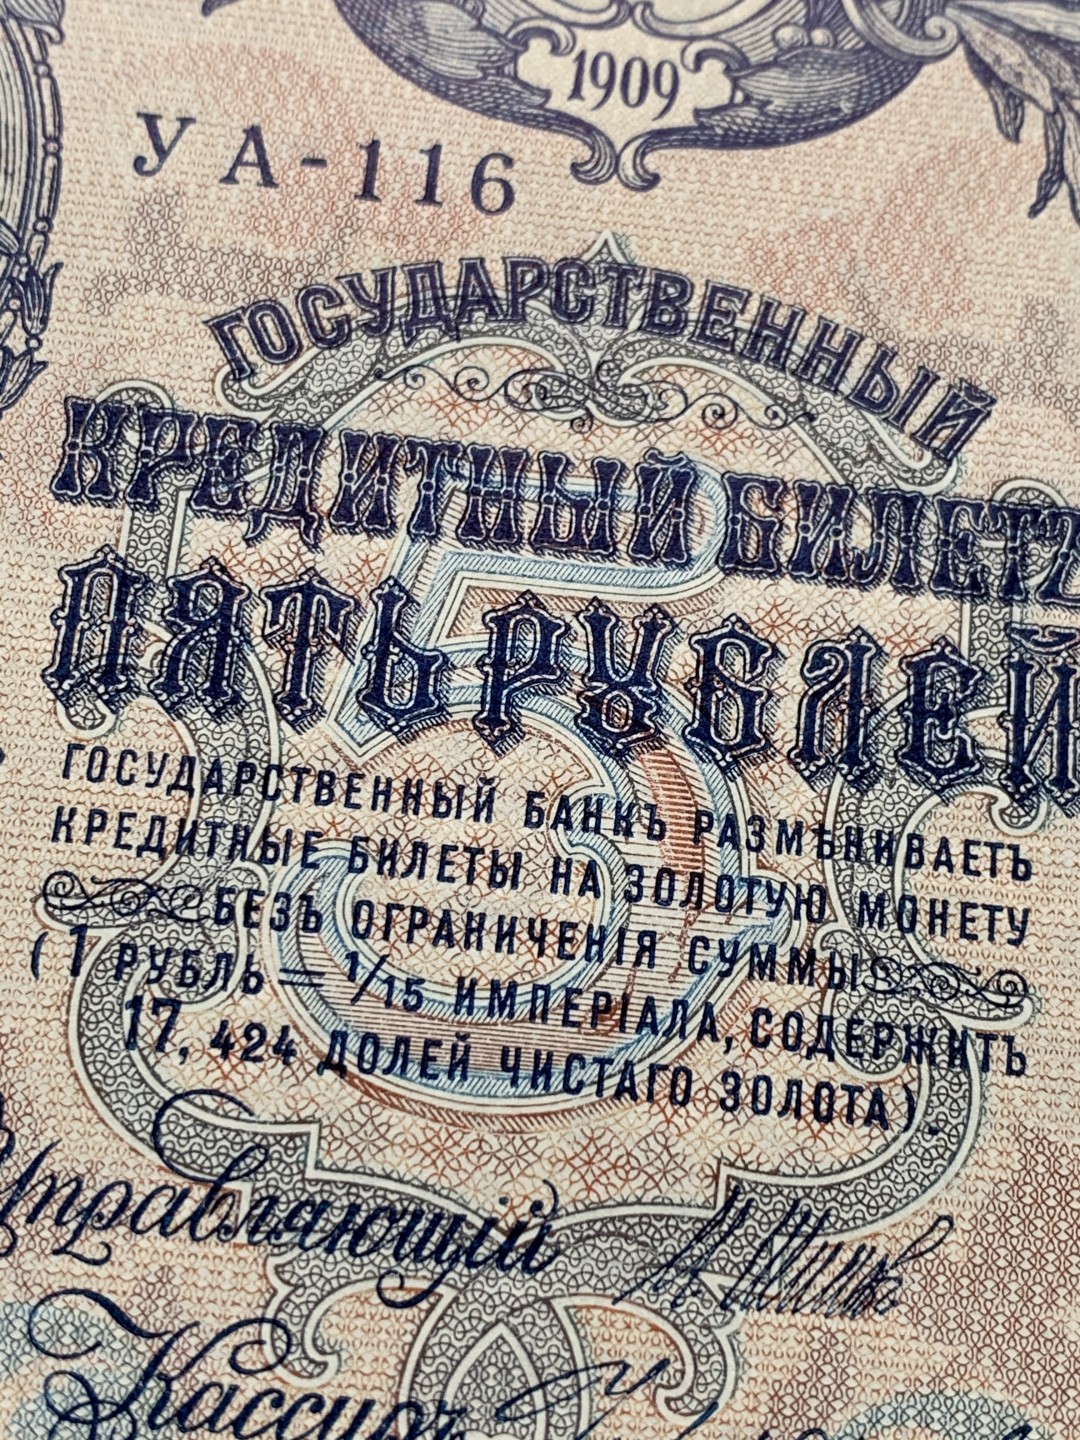 1909
УА-116
ГОСУДАРСТВЕННЫЙ
КРЕДИТНЫЙ БИЛЕТЪ
ПЯТЬ РУБЛЕЙ
ГОСУДАРСТВЕННЫЙ БАНКЪ РАЗМѢНИВАЕТЪ
КРЕДИТНЫЕ БИЛЕТЫ НА ЗОЛОТУЮ МОНЕТУ
БЕЗЪ ОГРАНИЧЕНІЯ СУММЫ
(1 РУБЛЬ = 1/15 ИМПЕРІАЛА, СОДЕРЖИТЪ
17, 424 ДОЛЕЙ ЧИСТАГО ЗОЛОТА).
5
Управляющій
Кассиръ